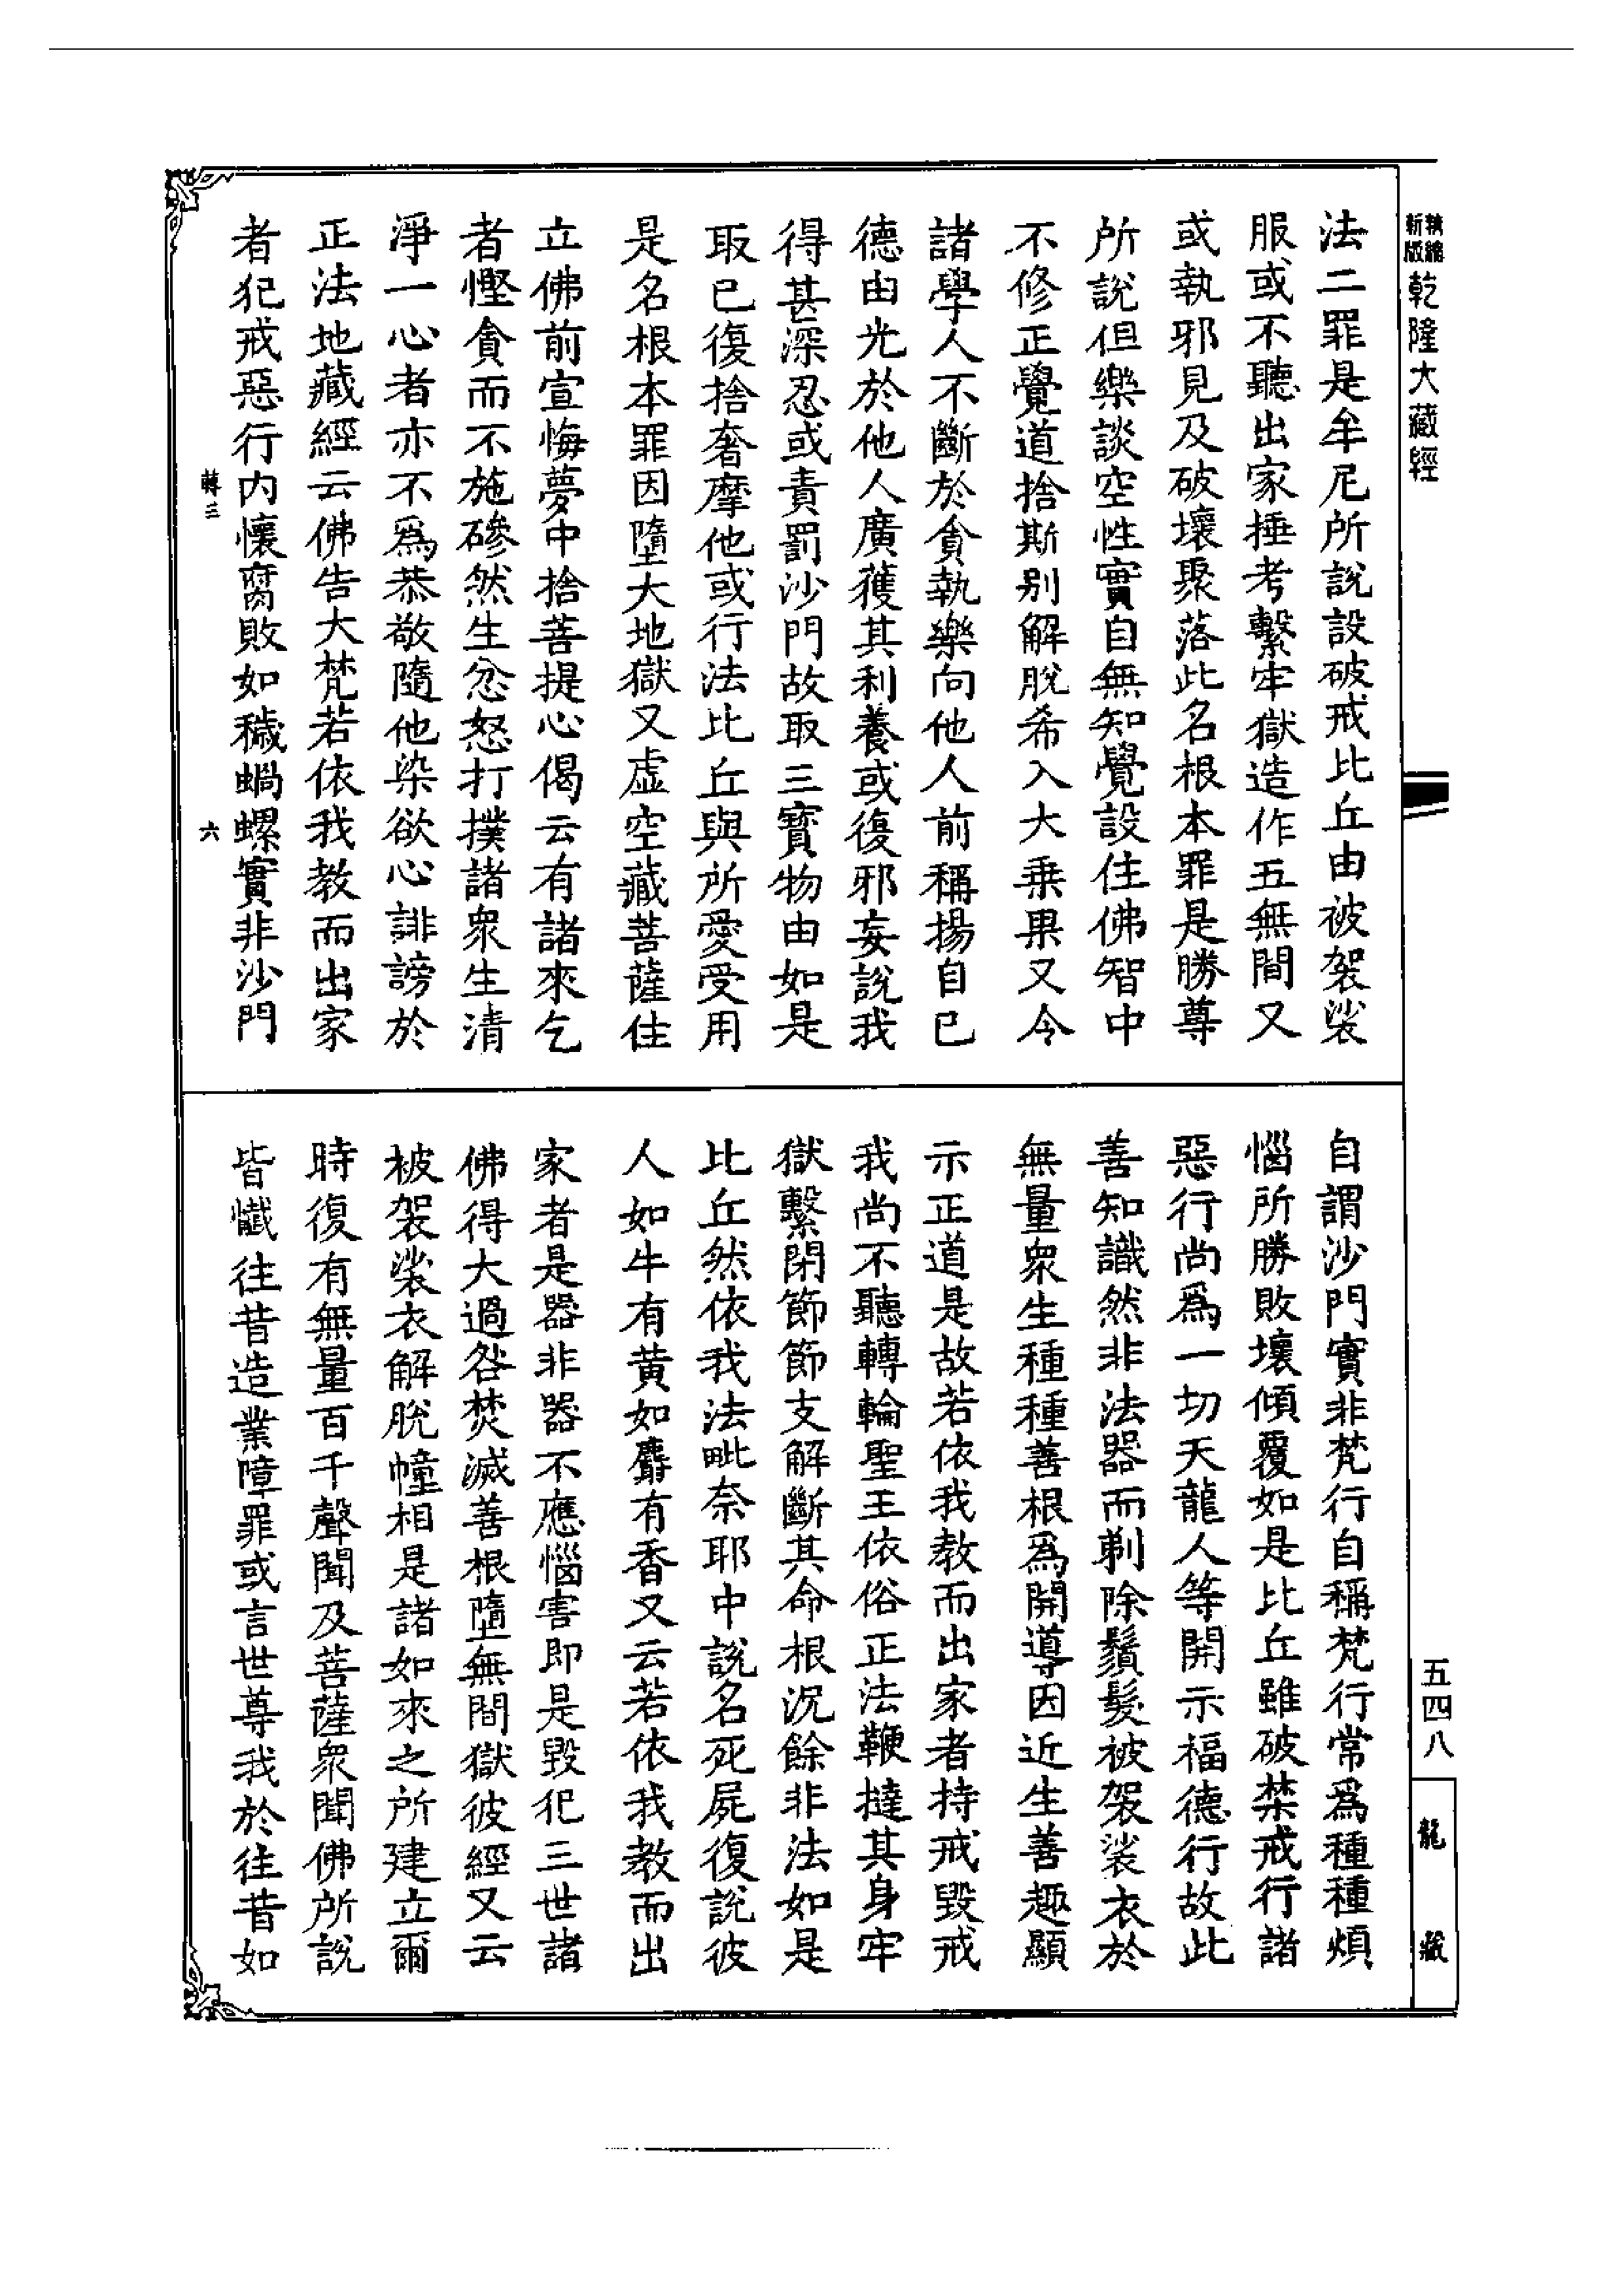 精縮新版
乾隆大藏經
法二罪是牟尼所說設破戒比丘由被袈裟
服或不聽出家捶考繫牢獄造作五無間又
或執邪見及破壞聚落此名根本罪是勝尊
所說但樂談空性實自無知覺設住佛智中
不修正覺道捨斯別解脫希入大乘果又令
諸學人不斷於貪執樂向他人前稱揚自己
德由光於他人廣獲其利養或復邪妄說我
得甚深忍或責罰沙門故取三寶物由如是
取已復捨奢摩他或行法比丘與所愛受用
是名根本罪因墮大地獄又虛空藏菩薩住
立佛前宣悔夢中捨菩提心偈云有諸來乞
者慳貪而不施磣然生忿怒打撲諸眾生清
淨一心者亦不為恭敬隨他染欲心誹謗於
正法地藏經云佛告大梵若依我教而出家
者犯戒惡行內懷腐敗如穢蝸螺實非沙門
轉三 六
自謂沙門實非梵行自稱梵行常為種種煩
惱所勝敗壞傾覆如是比丘雖破禁戒行諸
惡行尚為一切天龍人等開示福德行故此
善知識然非法器而剃除鬚髮被袈裟衣於
無量眾生種種善根為開導因近生善趣顯
示正道是故若依我教而出家者持戒毀戒
我尚不聽轉輪聖王依俗正法鞭撻其身牢
獄繫閉節節支解斷其命根況餘非法如是
比丘然依我法毗奈耶中說名死屍復說彼
人如牛有黃如麝有香又云若依我教而出
家者是器非器不應惱害即是毀犯三世諸
佛得大過咎焚滅善根墮無間獄彼經又云
被袈裟衣解脫幢相是諸如來之所建立爾
時復有無量百千聲聞及菩薩眾聞佛所說
皆懺往昔造業障罪或言世尊我於往昔如
五四八
龍藏